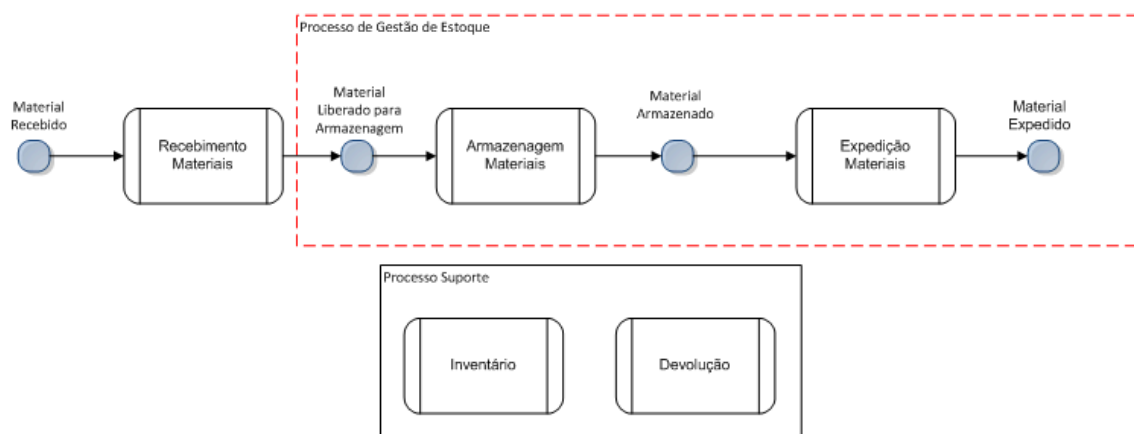 Processo de Gestão de Estoque
Material
Recebido
Recebimento
Materiais
Material
Liberado para
Armazenagem
Armazenagem
Materiais
Material
Armazenado
Expedição
Materiais
Material
Expedido
Processo Suporte
Inventário
Devolução